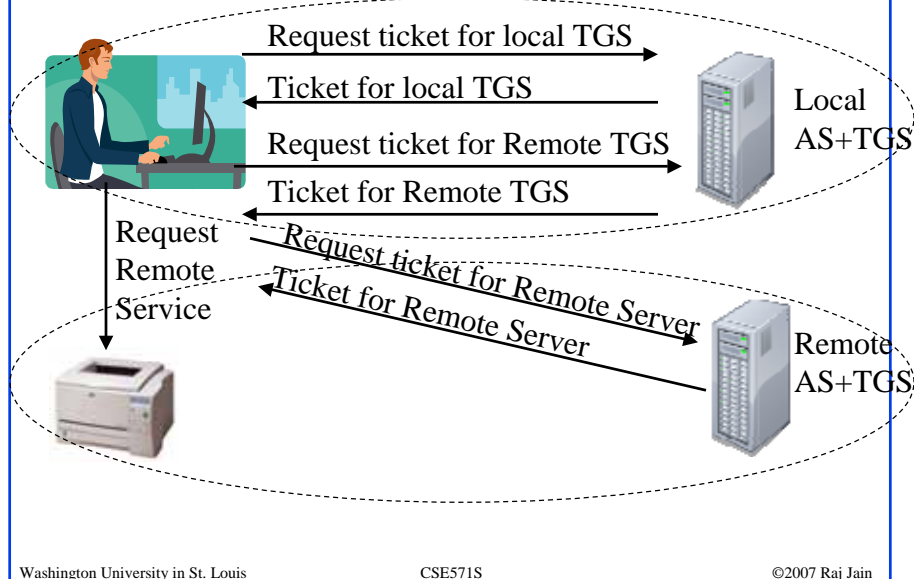 Request ticket for local TGS
Ticket for local TGS
Local
AS+TGS
Request ticket for Remote TGS
Ticket for Remote TGS
Request
Remote
Service
Request ticket for Remote Server
Ticket for Remote Server
Remote
AS+TGS
Washington University in St. Louis
CSE571S
©2007 Raj Jain